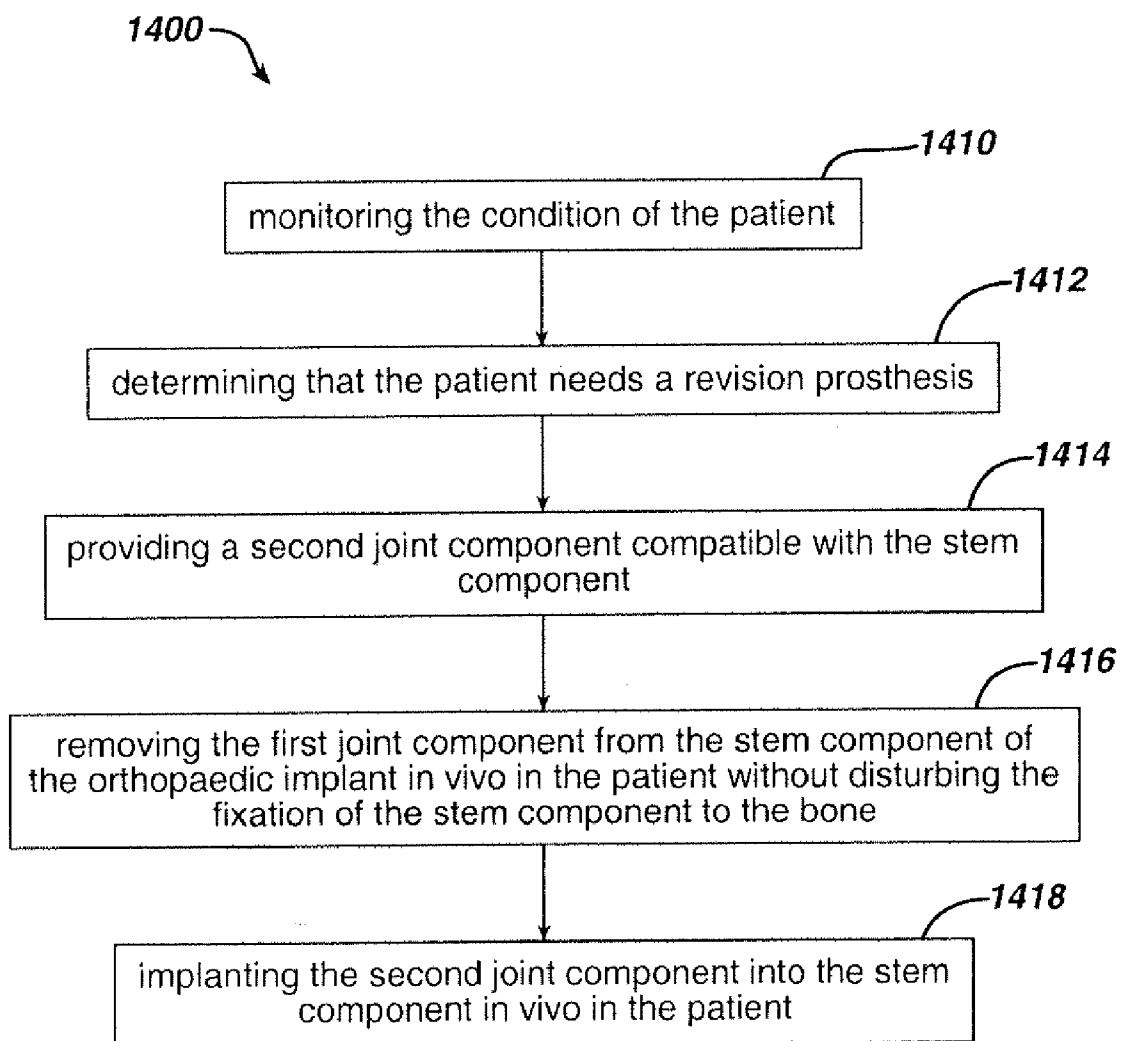 1400
1410
monitoring the condition of the patient
1412
determining that the patient needs a revision prosthesis
1414
providing a second joint component compatible with the stem
component
1416
removing the first joint component from the stem component of
the orthopaedic implant in vivo in the patient without disturbing the
fixation of the stem component to the bone
1418
implanting the second joint component into the stem
component in vivo in the patient